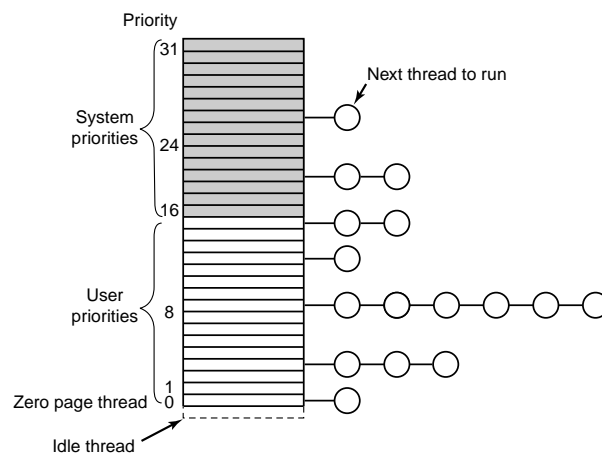 Priority
31
Next thread to run
System
priorities
24
16
User
priorities
8
1
Zero page thread
0
Idle thread